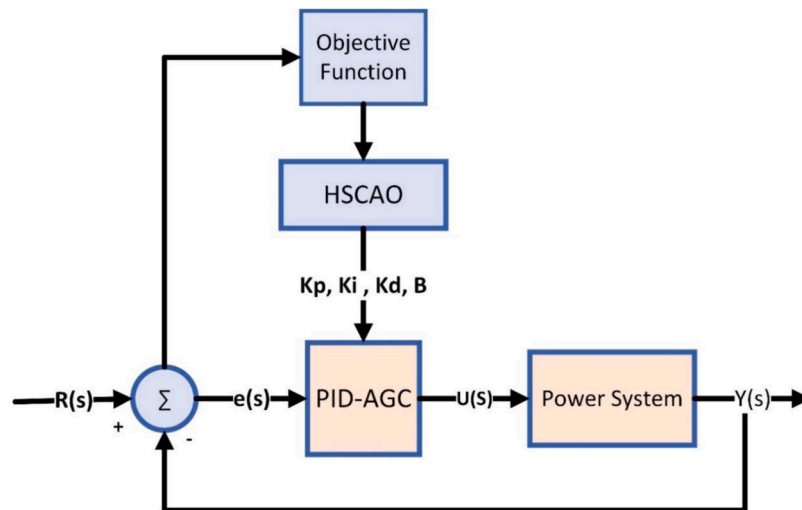 Objective
Function
HSCAO
Kp, Ki , Kd, B
R(s)
+
Σ
-
e(s)
PID-AGC
U(S)
Power System
Y(s)